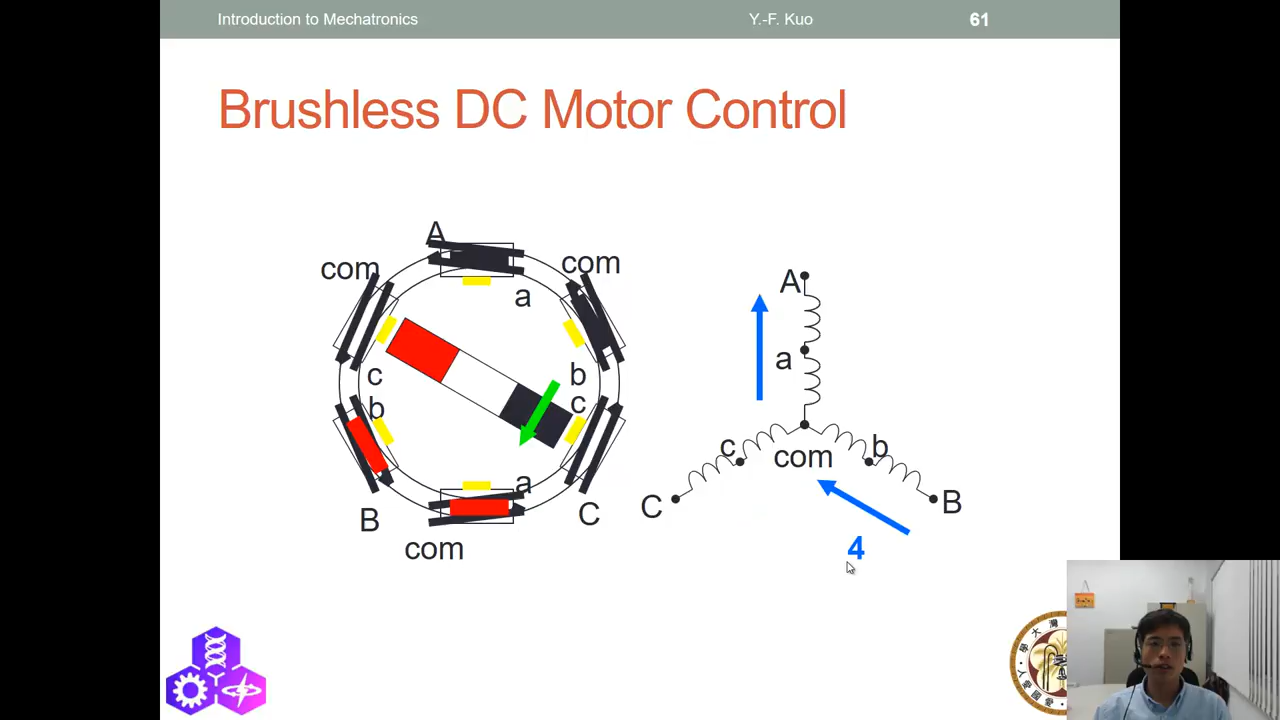 Introduction to Mechatronics
Y.-F. Kuo
61
Brushless DC Motor Control
A
com
com
a
c
b
b
c
a
B
C
com
A
a
c
com
b
C
B
4